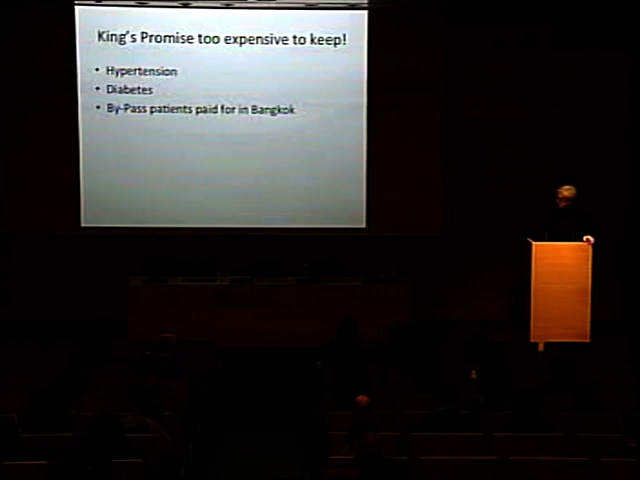 King's Promise too expensive to keep!
• Hypertension
• Diabetes
• By-Pass patients paid for in Bangkok